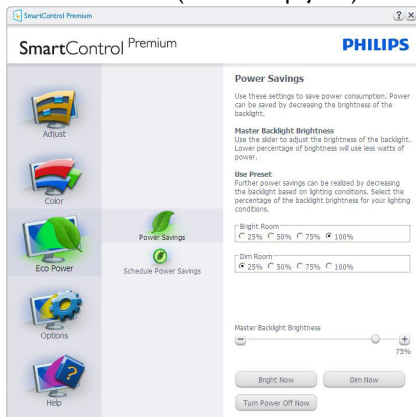 SmartControl Premium
SmartControl Premium
PHILIPS
Adjust
Color
Eco Power
Options
Help
Power Savings
Schedule Power Savings
Power Savings
Use these settings to save power consumption. Power
can be saved by decreasing the brightness of the
backlight.
Master Backlight Brightness
Use the slider to adjust the brightness of the backlight.
Lower percentage of brightness will use less watts of
power.
Use Preset
Further power savings can be realized by decreasing
the backlight based on lighting conditions. Select the
percentage of the backlight brightness for your lighting
conditions.
Bright Room
25% 50% 75% 100%
Dim Room
25% 50% 75% 100%
Master Backlight Brightness
75%
Bright Now
Dim Now
Turn Power Off Now